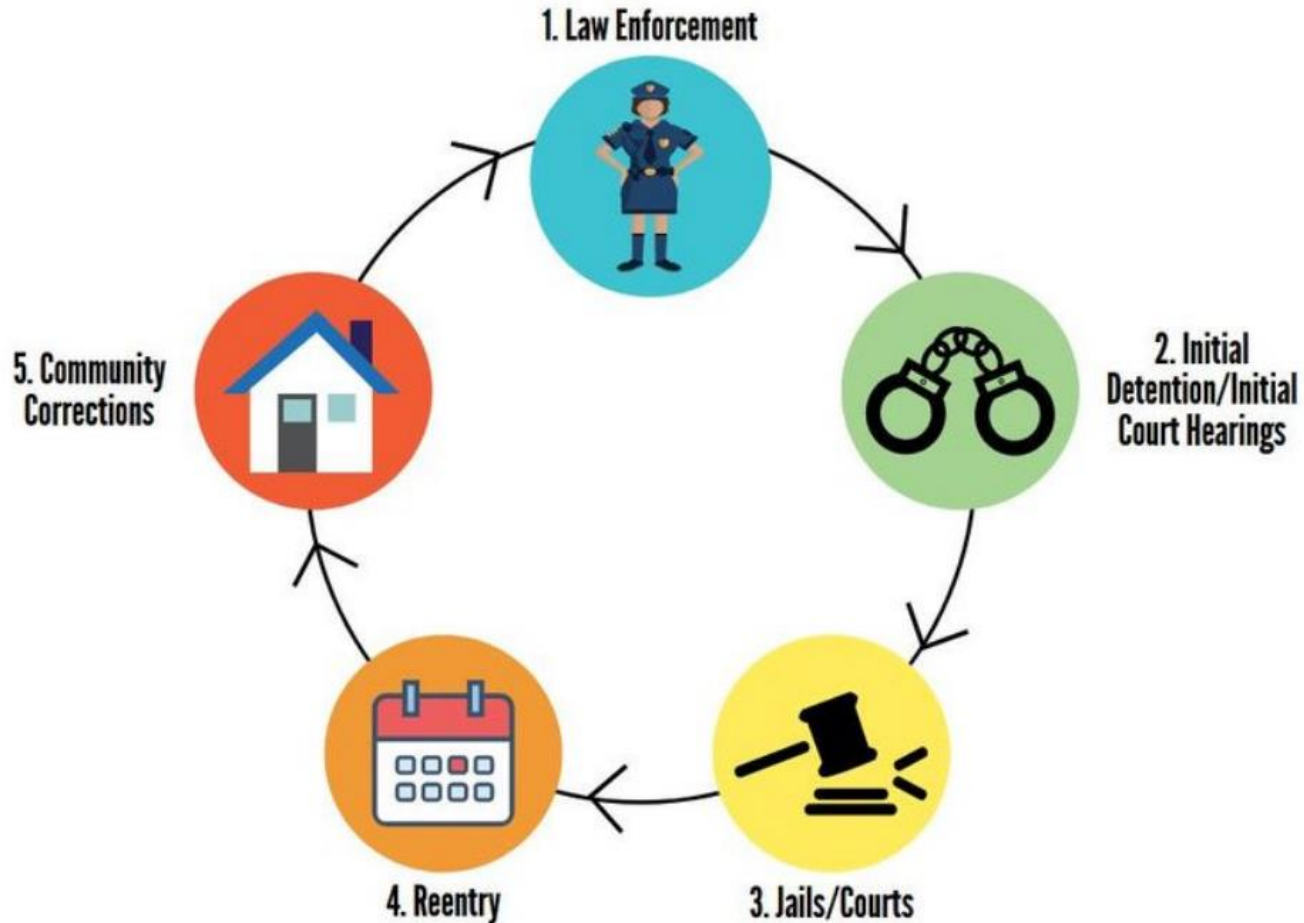 1. Law Enforcement
2. Initial
Detention/Initial
Court Hearings
3. Jails/Courts
4. Reentry
5. Community
Corrections